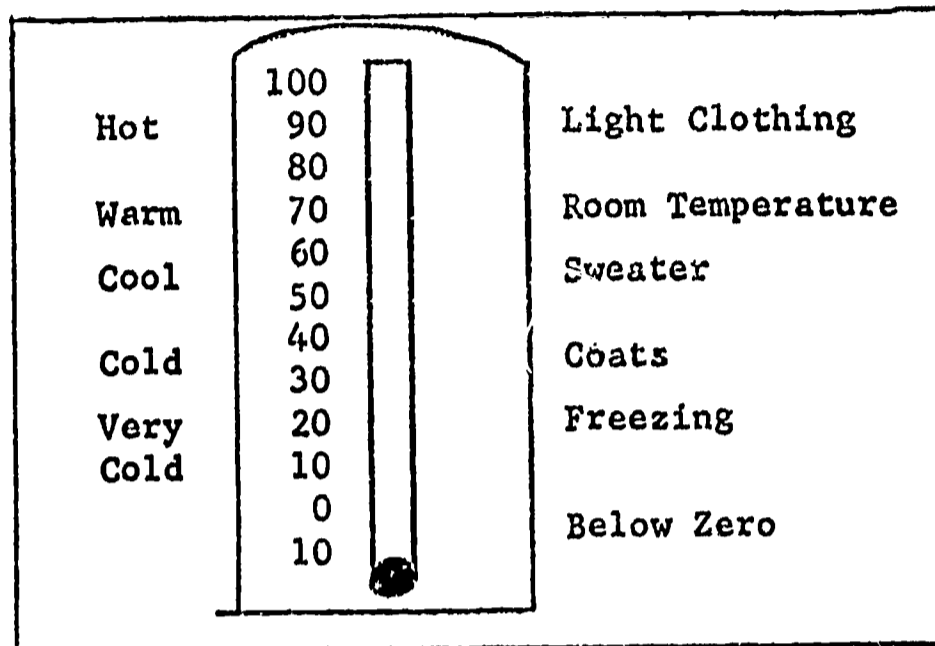 100
Hot 90 Light Clothing
80
Warm 70 Room Temperature
60
Cool Sweater
50
40
Cold Coats
30
Very 20 Freezing
Cold 10
0
Below Zero
10